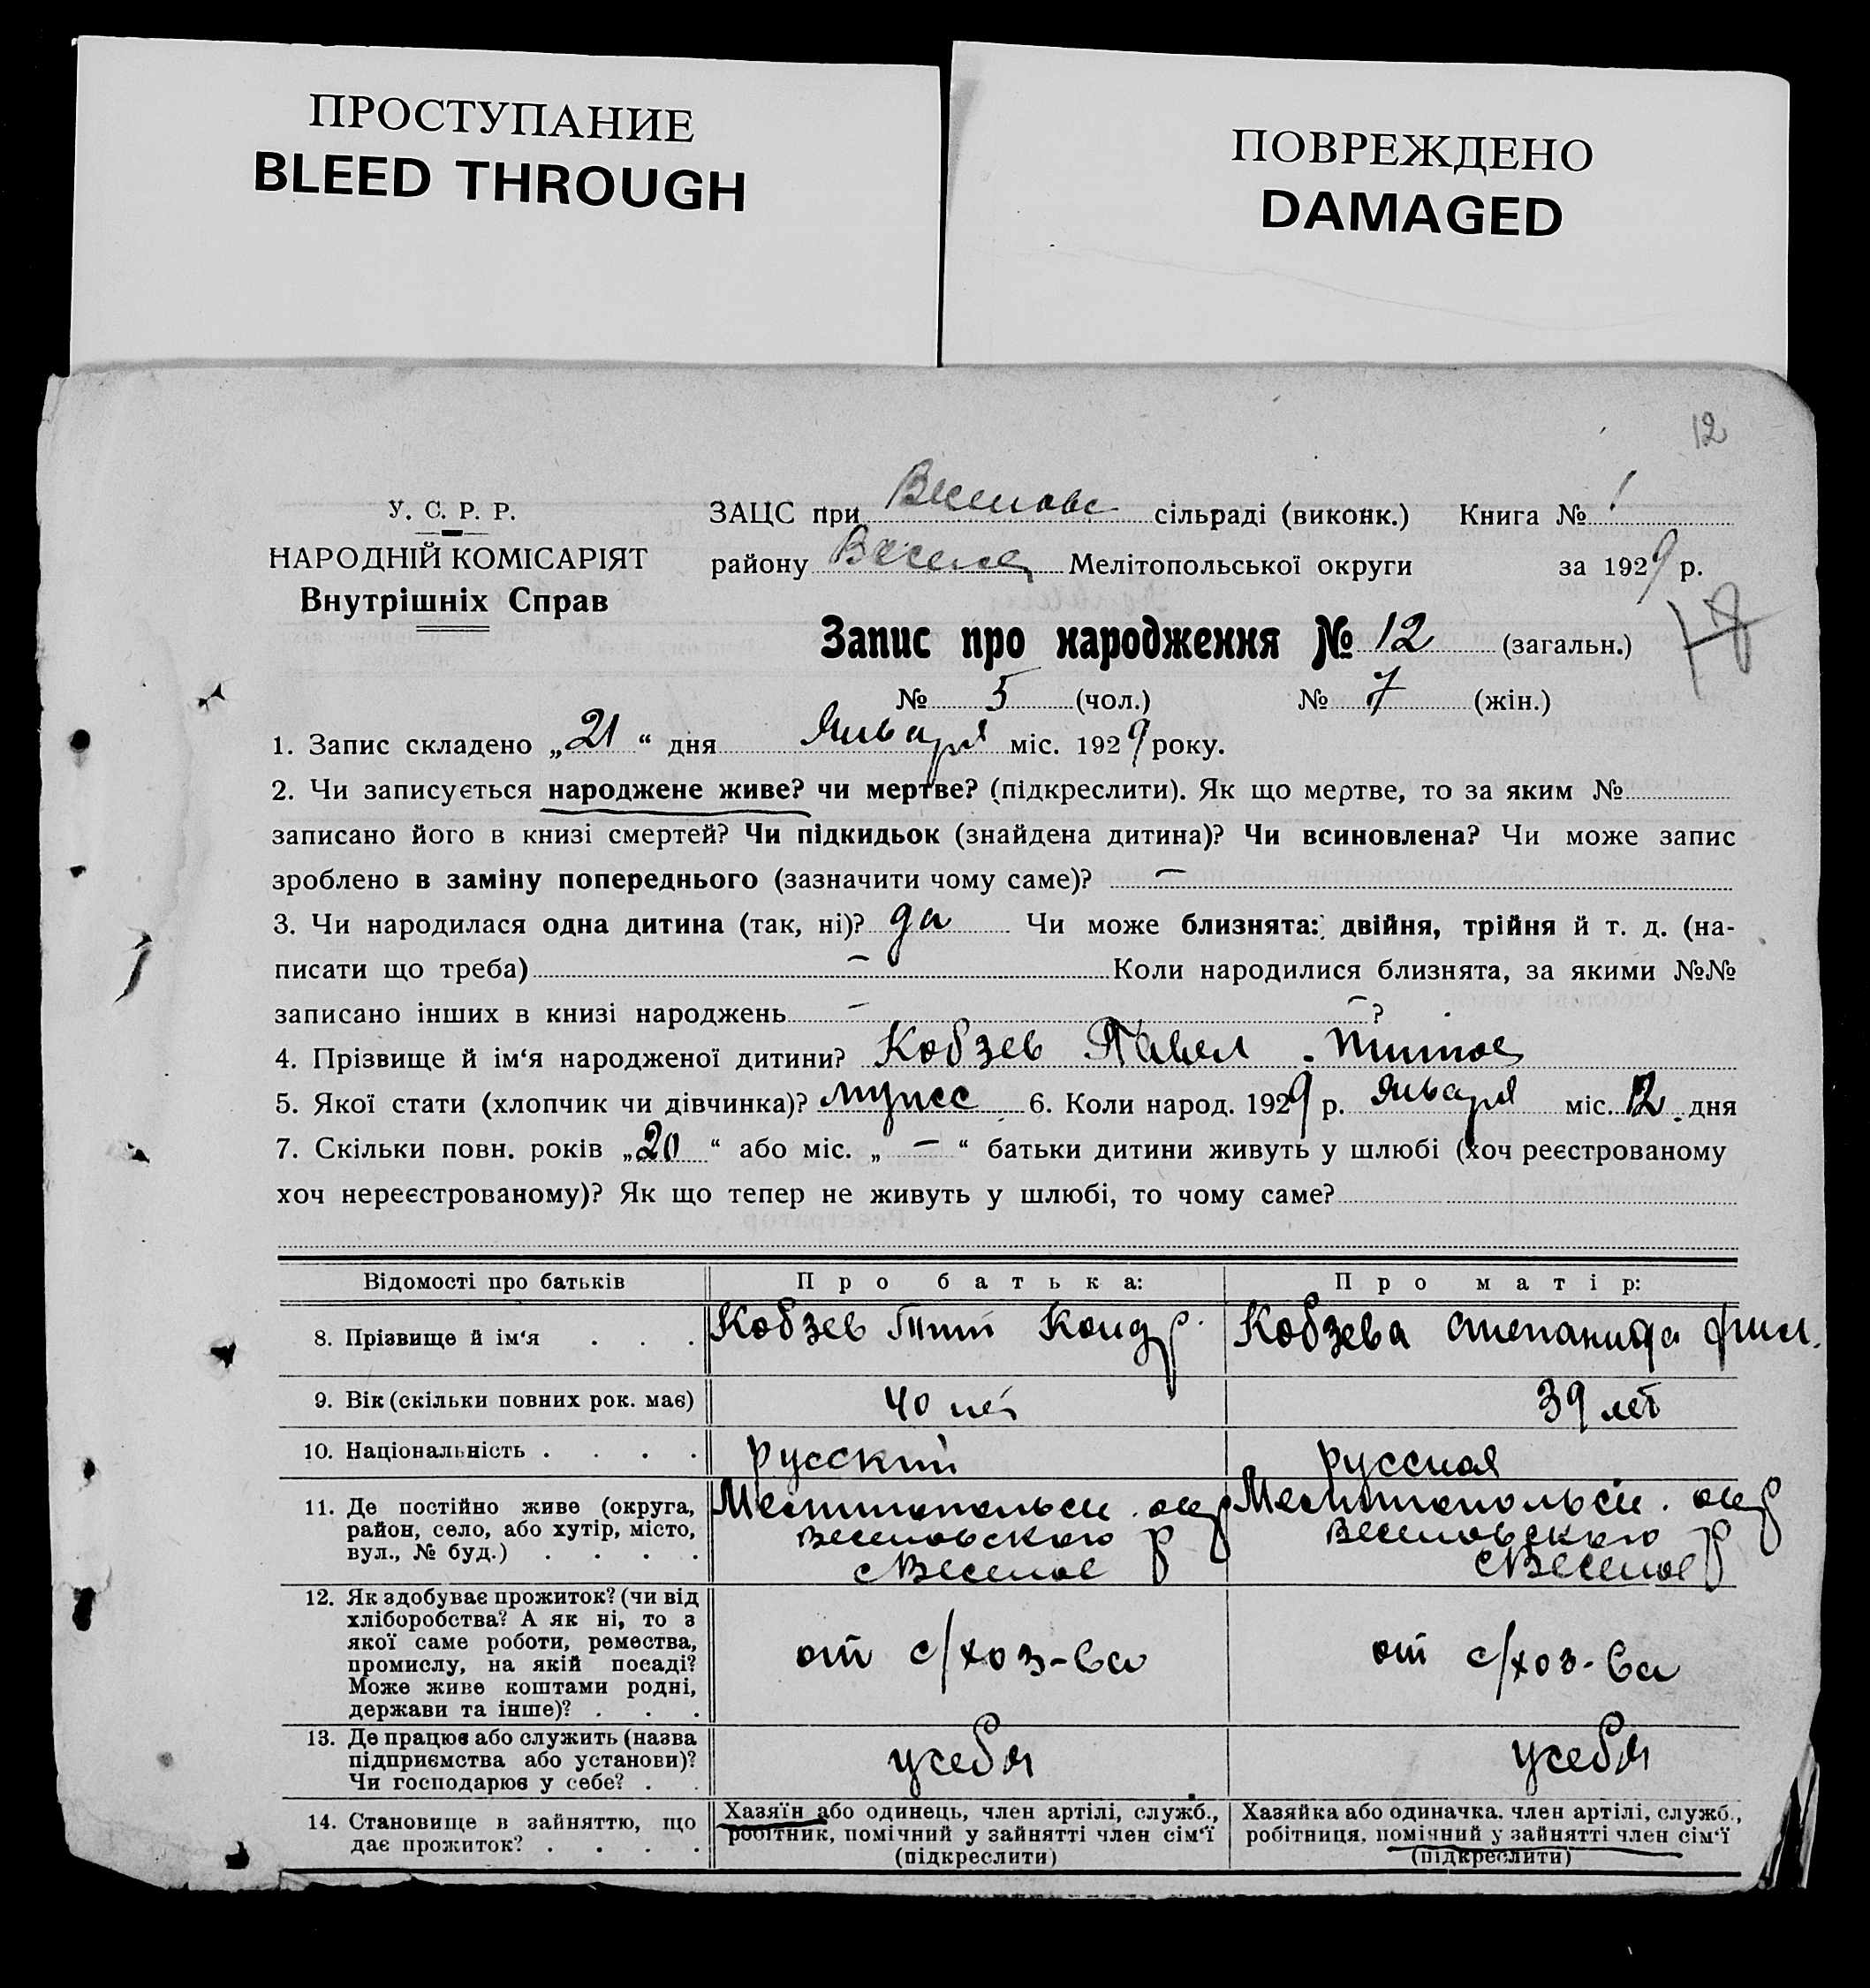 ПРОСТУПАНИЕ
BLEED THROUGH
ПОВРЕЖДЕНО
DAMAGED
12
У. С. Р. Р.
НАРОДНІЙ КОМІСАРІЯТ
Внутрішніх Справ
ЗАЦС при Веселовс сільраді (виконк.) Книга № 1
району Весел Мелітопольської округи за 1929 р.
Запис про народження № 12 (загальн.)
№ 5 (чол.) № 7 (жін.)
1. Запис складено „21“ дня Января міс. 1929 року.
2. Чи записується народжене живе? чи мертве? (підкреслити). Як що мертве, то за яким №
записано його в книзі смертей? Чи підкидьок (знайдена дитина)? Чи всиновлена? Чи може запис
зроблено в заміну попереднього (зазначити чому саме)? —
3. Чи народилася одна дитина (так, ні)? да Чи може близнята: двійня, трійня й т. д. (на-
писати що треба) — Коли народилися близнята, за якими №№
записано інших в книзі народжень — — ?
4. Прізвище й ім‘я народженої дитини? Кобзев Павел Титов
5. Якої стати (хлопчик чи дівчинка)? мужес 6. Коли народ. 1929 р. Января міс. 12 дня
7. Скільки повн. років „20“ або міс. „—“ батьки дитини живуть у шлюбі (хоч реєстрованому
хоч нереєстрованому)? Як що тепер не живуть у шлюбі, то чому саме?
Відомості про батьків Про батька: Про матір:
8. Прізвище й ім‘я . . . Кобзев Тит Кондр. Кобзева Степанида Фил.
9. Вік (скільки повних рок. має) 40 лет 39 лет
10. Національність . . . . русский русская
11. Де постійно живе (округа,
район, село, або хутір, місто,
вул., № буд.) . . . .
Мелитопольск. окр
Веселовского р
с Веселое
Мелитопольск. окр
Веселовского р
с Веселое
12. Як здобуває прожиток? (чи від
хліборобства? А як ні, то з
якої саме роботи, ремества,
промислу, на якій посаді?
Може живе коштами родні,
держави та інше)? . . .
от с/хоз-ва
от с/хоз-ва
13. Де працює або служить (назва
підприємства або установи)?
Чи господарює у себе? . .
у себя
у себя
14. Становище в зайняттю, що
дає прожиток? . . . .
Хазяїн або одинець, член артілі, служб.,
робітник, помічний у зайнятті член сім‘ї
(підкреслити)
Хазяйка або одиначка. член артілі, служб.,
робітниця, помічний у зайнятті член сім‘ї
(підкреслити)